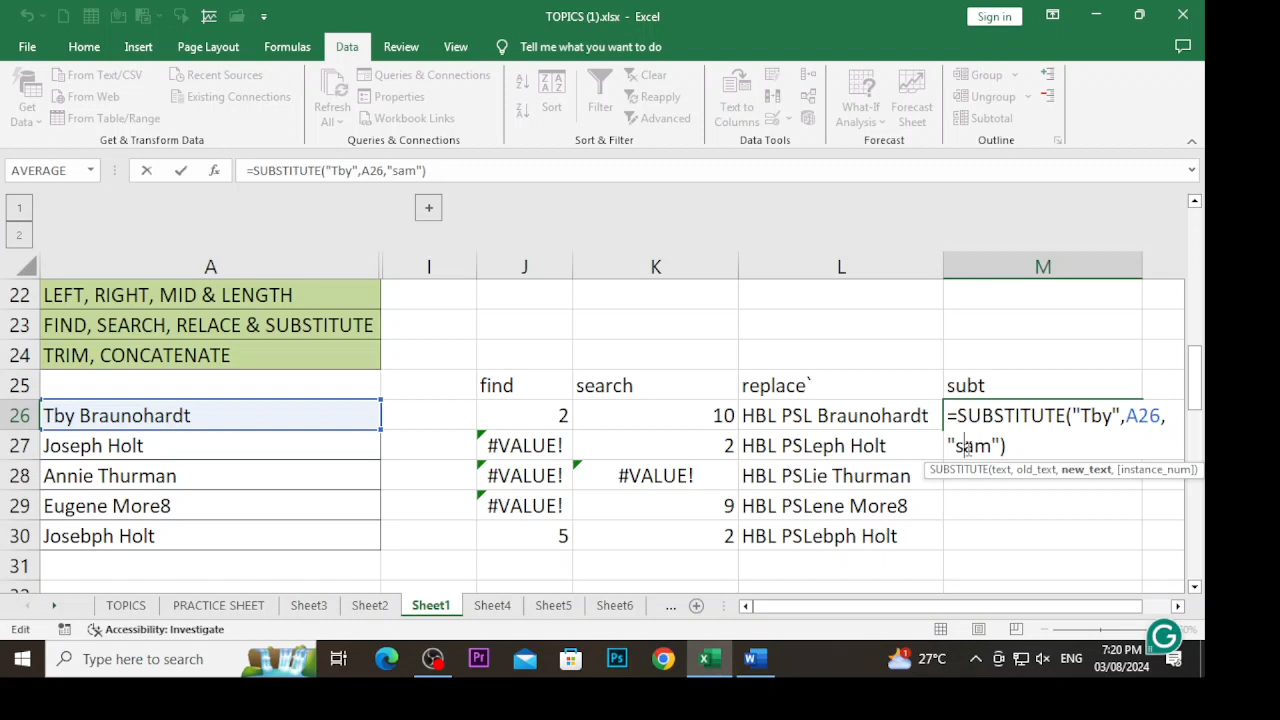 TOPICS (1).xlsx - Excel
Sign in
File Home Insert Page Layout Formulas Data Review View Tell me what you want to do
Get Data
From Text/CSV
From Web
From Table/Range
Recent Sources
Existing Connections
Get & Transform Data
Refresh All
Queries & Connections
Properties
Workbook Links
Queries & Connections
Sort
Filter
Clear
Reapply
Advanced
Sort & Filter
Text to Columns
Data Tools
What-If Analysis
Forecast Sheet
Forecast
Group
Ungroup
Subtotal
Outline
AVERAGE fx =SUBSTITUTE("Tby",A26,"sam")
1
2
+
A I J K L M
22 LEFT, RIGHT, MID & LENGTH
23 FIND, SEARCH, RELACE & SUBSTITUTE
24 TRIM, CONCATENATE
25 find search replace` subt
26 Tby Braunohardt 2 10 HBL PSL Braunohardt =SUBSTITUTE("Tby",A26,
27 Joseph Holt #VALUE! 2 HBL PSLeph Holt "sam")
SUBSTITUTE(text, old_text, new_text, [instance_num])
28 Annie Thurman #VALUE! #VALUE! HBL PSLie Thurman
29 Eugene More8 #VALUE! 9 HBL PSLene More8
30 Josebph Holt 5 2 HBL PSLebph Holt
31
TOPICS PRACTICE SHEET Sheet3 Sheet2 Sheet1 Sheet4 Sheet5 Sheet6 ...
Edit Accessibility: Investigate
Type here to search
Pr
Ps
1
27°C
ENG
7:20 PM
03/08/2024